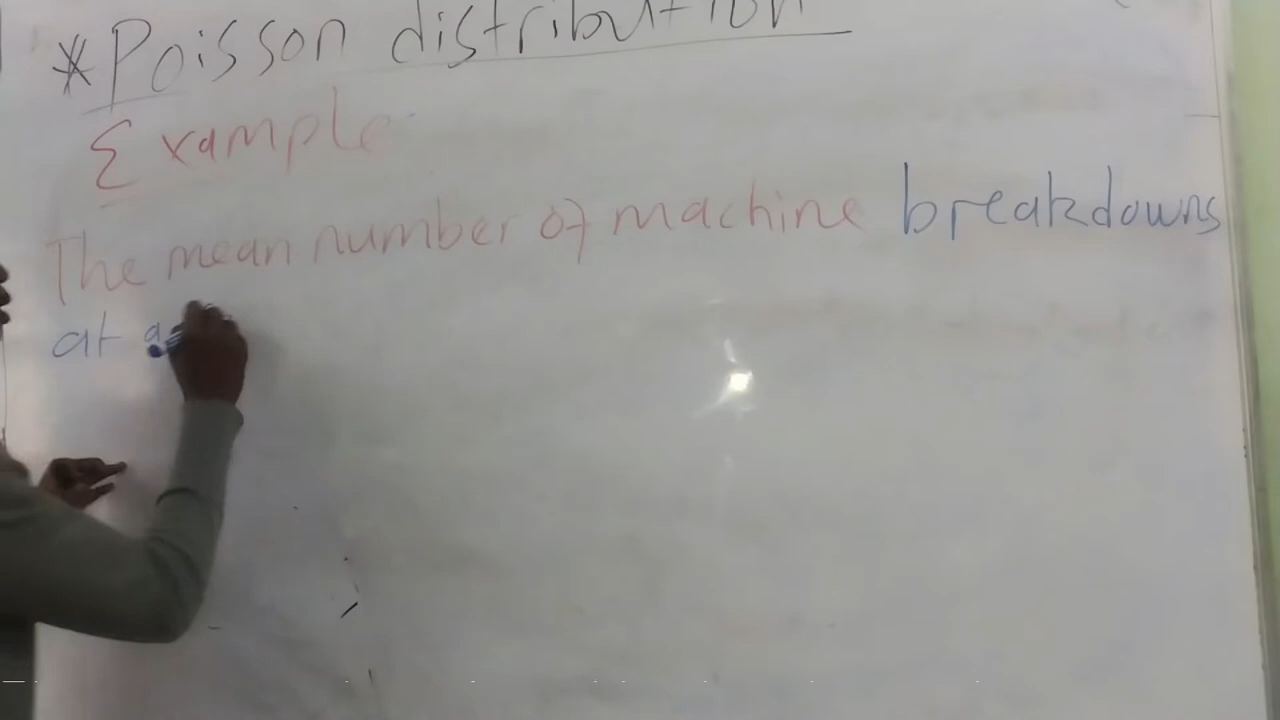 *Poisson distribution
Example
The mean number of machine breakdowns
at a